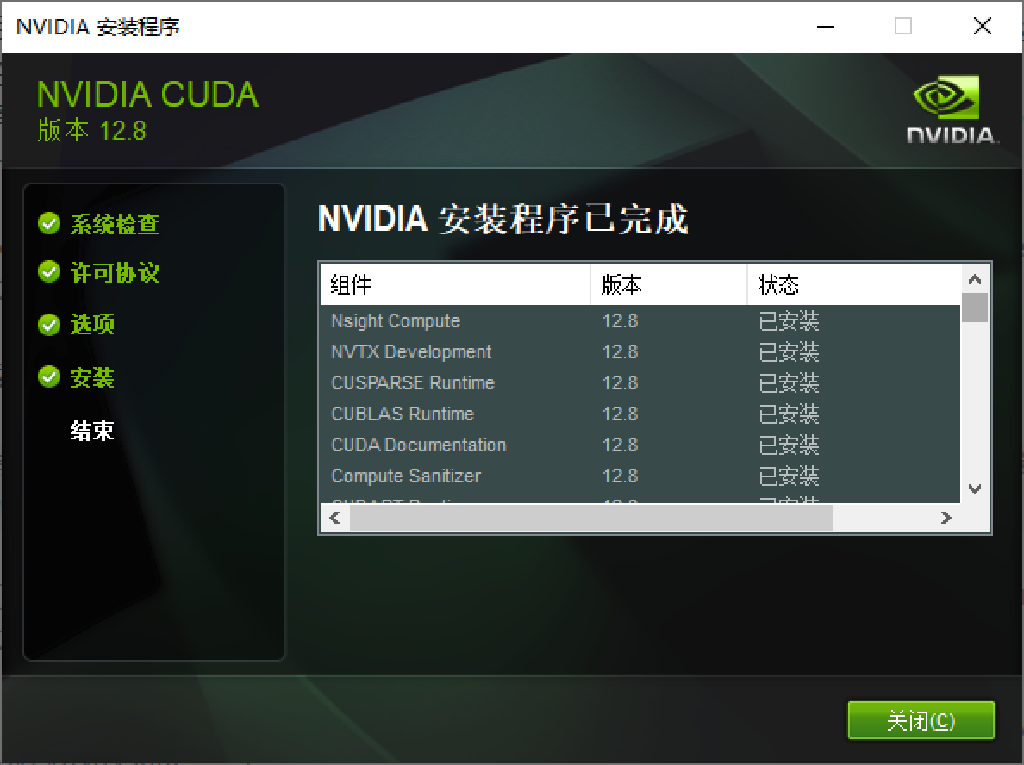 NVIDIA 安装程序
NVIDIA CUDA
版本 12.8
NVIDIA.
系统检查
许可协议
选项
安装
结束
NVIDIA 安装程序已完成
组件 版本 状态
Nsight Compute 12.8 已安装
NVTX Development 12.8 已安装
CUSPARSE Runtime 12.8 已安装
CUBLAS Runtime 12.8 已安装
CUDA Documentation 12.8 已安装
Compute Sanitizer 12.8 已安装
关闭(C)